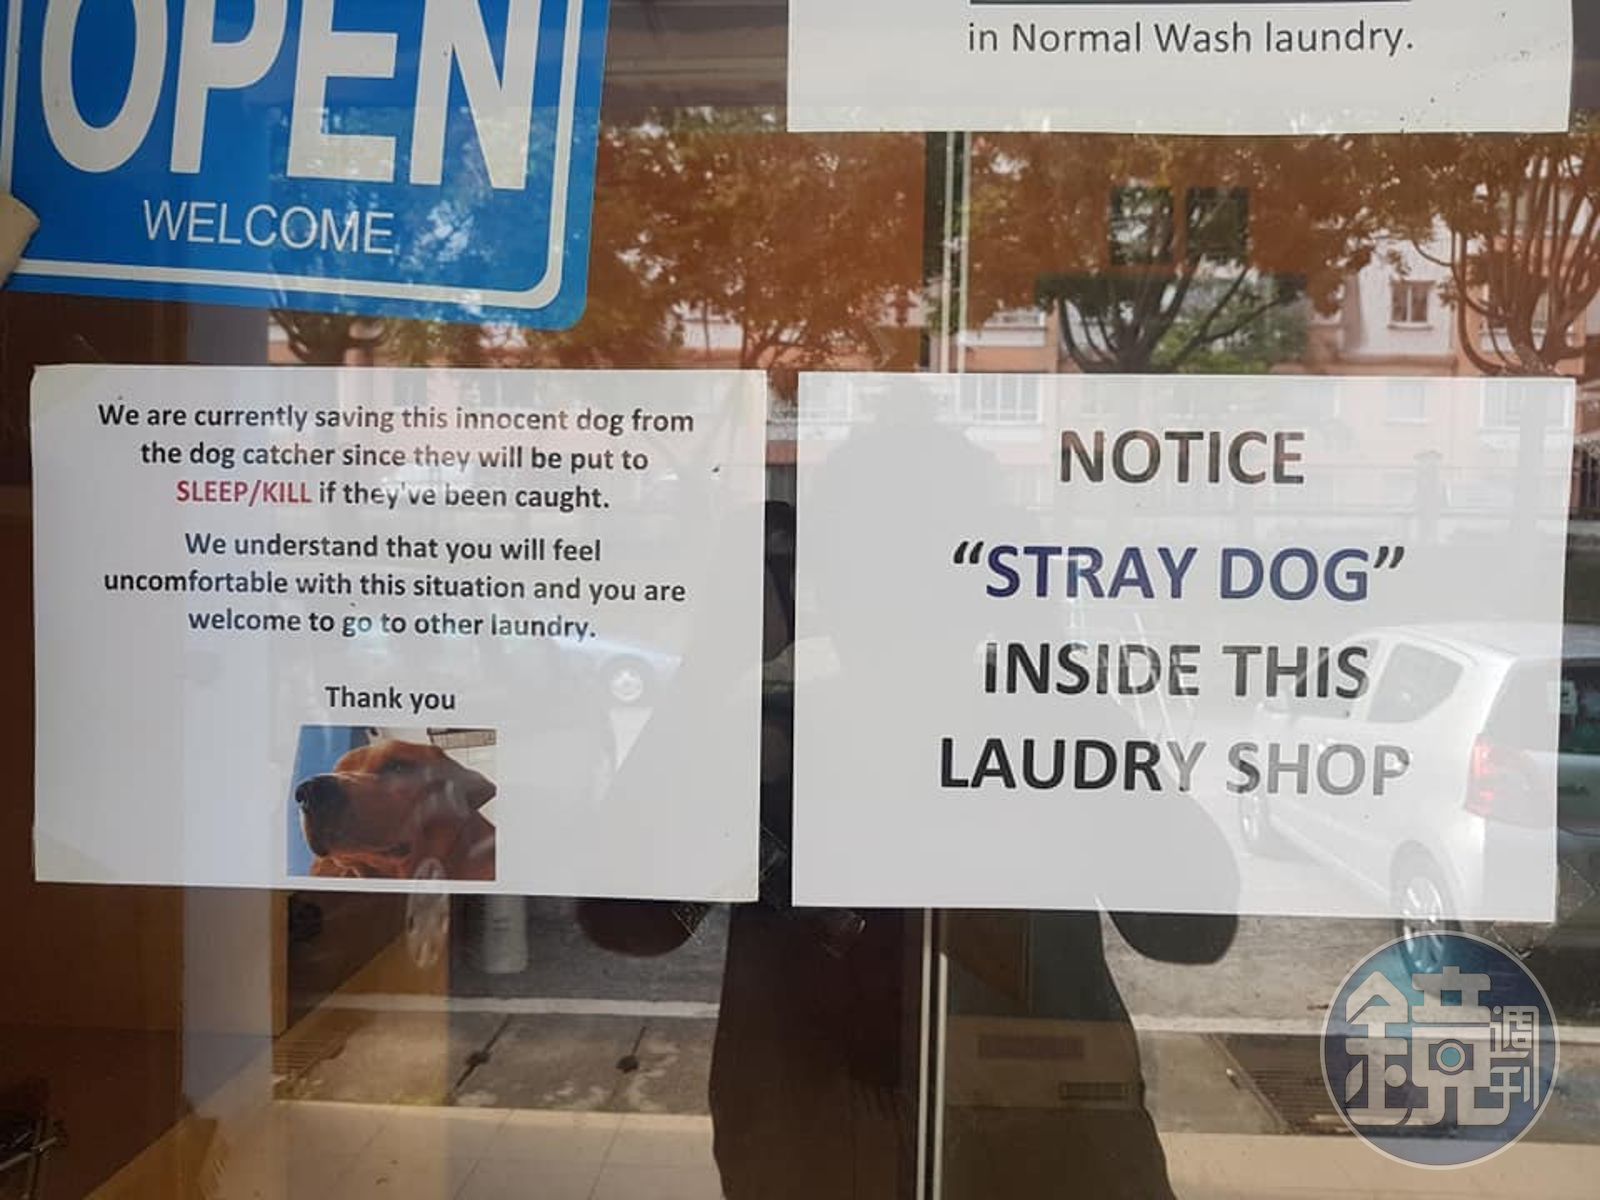 OPEN
WELCOME
in Normal Wash laundry.
We are currently saving this innocent dog from
the dog catcher since they will be put to
SLEEP/KILL if they've been caught.
We understand that you will feel
uncomfortable with this situation and you are
welcome to go to other laundry.
Thank you
NOTICE
“STRAY DOG”
INSIDE THIS
LAUDRY SHOP
鏡週刊